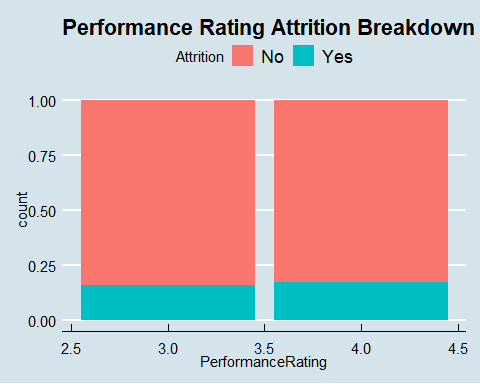 Performance Rating Attrition Breakdown
Attrition No Yes
1.00
0.75
0.50
0.25
0.00
count
2.5 3.0 3.5 4.0 4.5
PerformanceRating